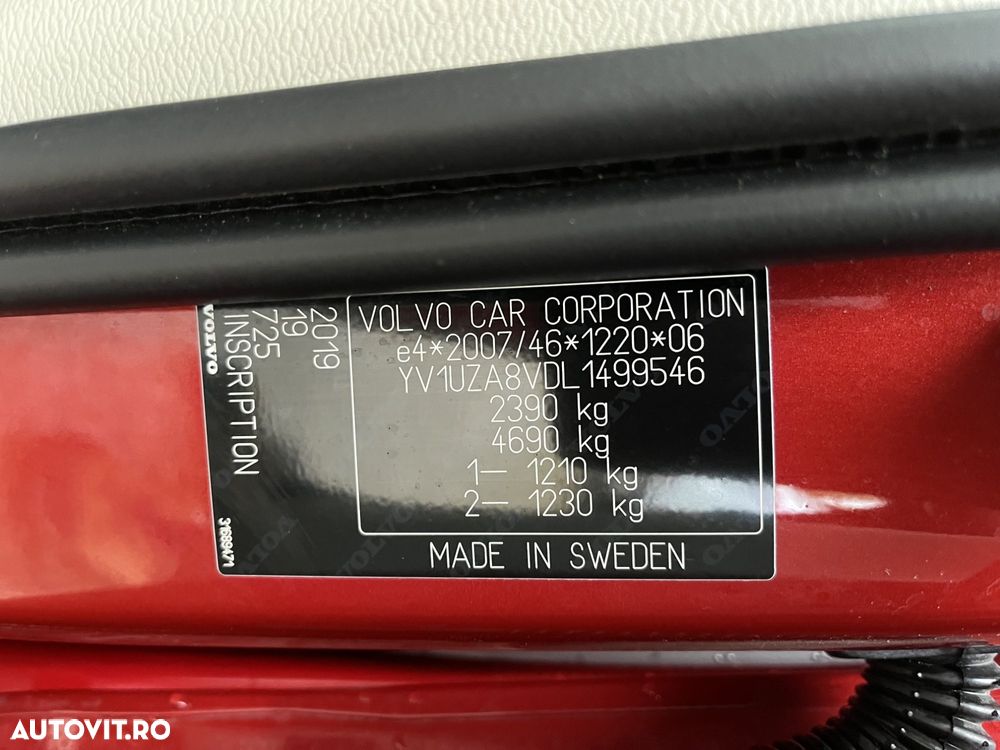 VOLVO CAR CORPORATION
e4*2007/46*1220*06
YV1UZA8VDL1499546
2390 kg
4690 kg
1– 1210 kg
2– 1230 kg
MADE IN SWEDEN
2019
19
725
INSCRIPTION
VOLVO
31689471
AUTOVIT.RO